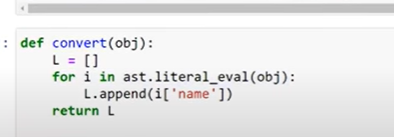 : def convert(obj):
    L = []
    for i in ast.literal_eval(obj):
        L.append(i['name'])
    return L